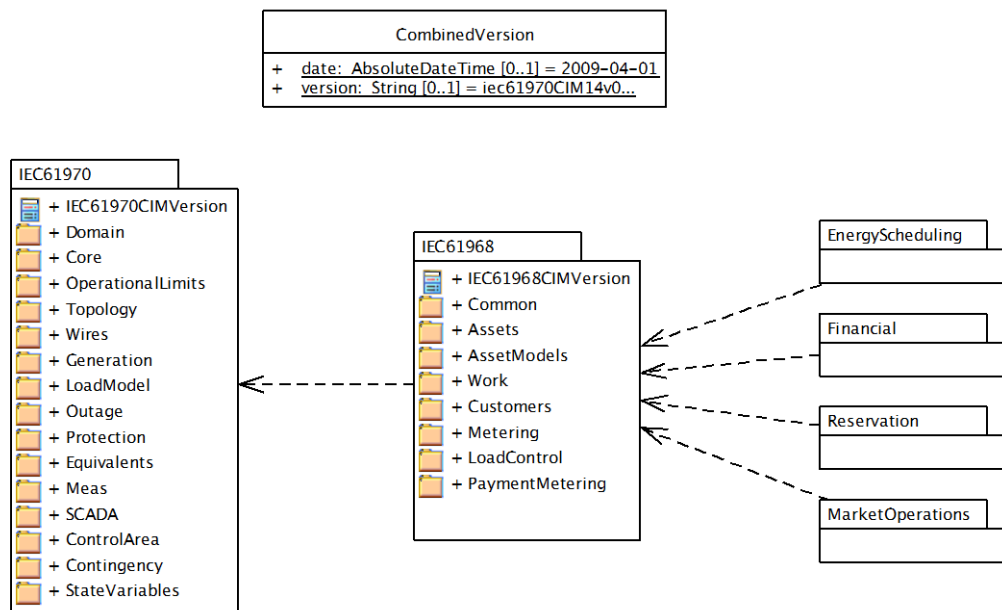 CombinedVersion
+ date: AbsoluteDateTime [0..1] = 2009-04-01
+ version: String [0..1] = iec61970CIM14v0...
IEC61970
+ IEC61970CIMVersion
+ Domain
+ Core
+ OperationalLimits
+ Topology
+ Wires
+ Generation
+ LoadModel
+ Outage
+ Protection
+ Equivalents
+ Meas
+ SCADA
+ ControlArea
+ Contingency
+ StateVariables
IEC61968
+ IEC61968CIMVersion
+ Common
+ Assets
+ AssetModels
+ Work
+ Customers
+ Metering
+ LoadControl
+ PaymentMetering
EnergyScheduling
Financial
Reservation
MarketOperations